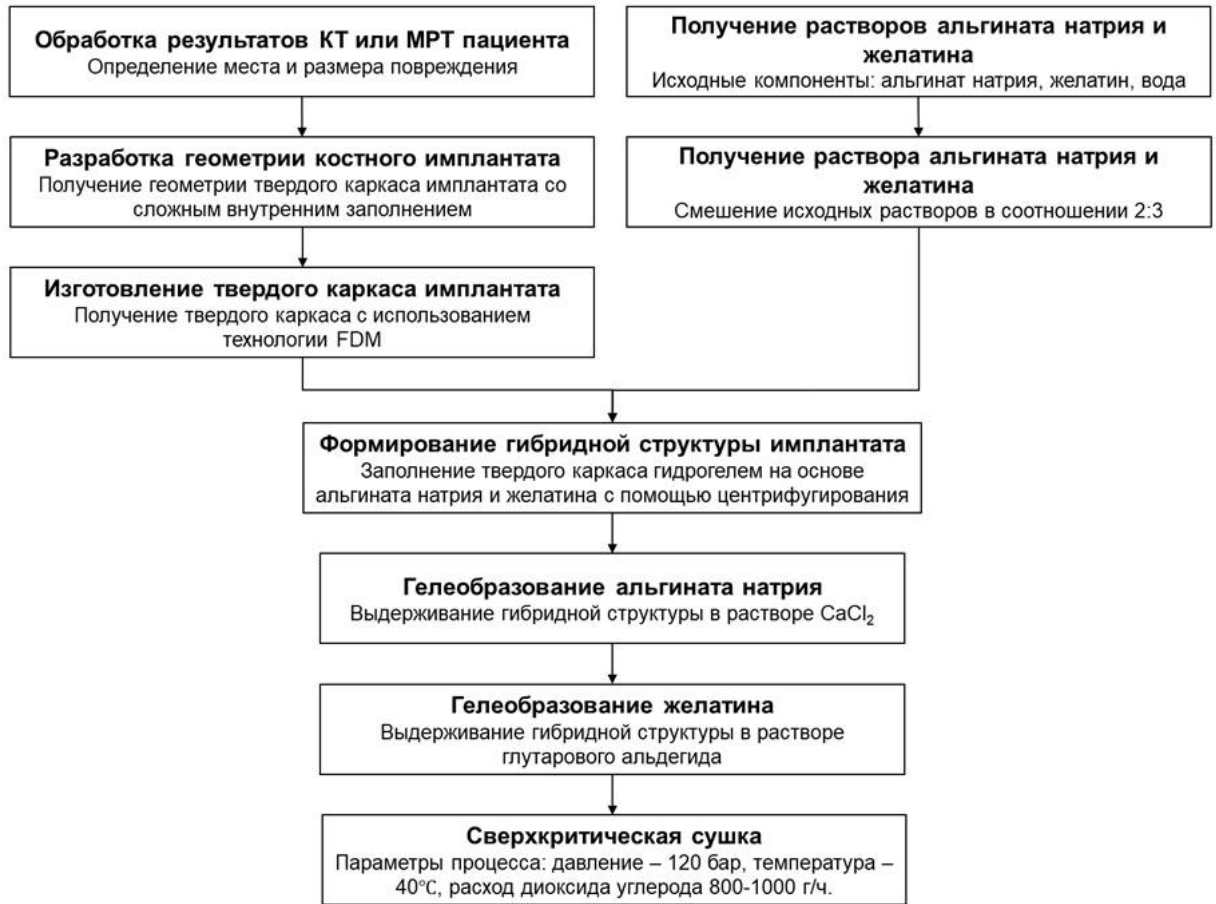 Обработка результатов КТ или МРТ пациента
Определение места и размера повреждения
Разработка геометрии костного имплантата
Получение геометрии твердого каркаса имплантата со
сложным внутренним заполнением
Изготовление твердого каркаса имплантата
Получение твердого каркаса с использованием
технологии FDM
Получение растворов альгината натрия и
желатина
Исходные компоненты: альгинат натрия, желатин, вода
Получение раствора альгината натрия и
желатина
Смешение исходных растворов в соотношении 2:3
Формирование гибридной структуры имплантата
Заполнение твердого каркаса гидрогелем на основе
альгината натрия и желатина с помощью центрифугирования
Гелеобразование альгината натрия
Выдерживание гибридной структуры в растворе CaCl₂
Гелеобразование желатина
Выдерживание гибридной структуры в растворе
глутарового альдегида
Сверхкритическая сушка
Параметры процесса: давление – 120 бар, температура –
40°C, расход диоксида углерода 800-1000 г/ч.